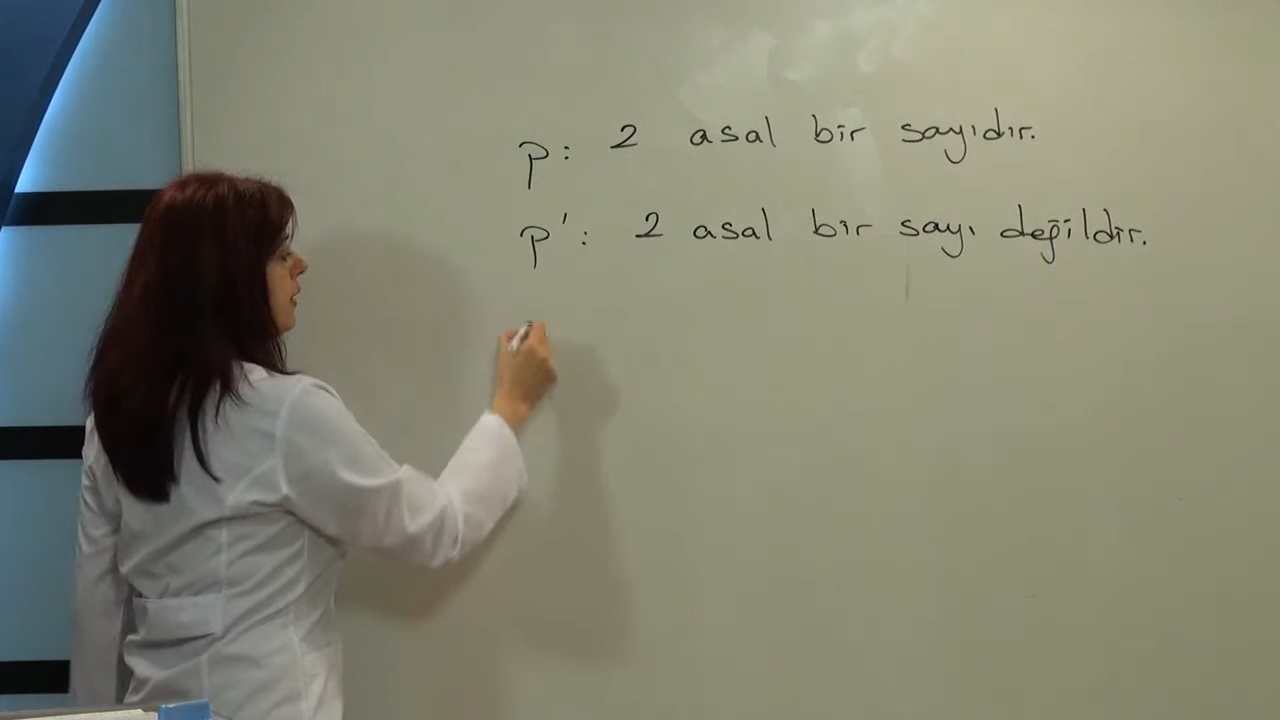 p: 2 asal bir sayıdır.
p': 2 asal bir sayı değildir.